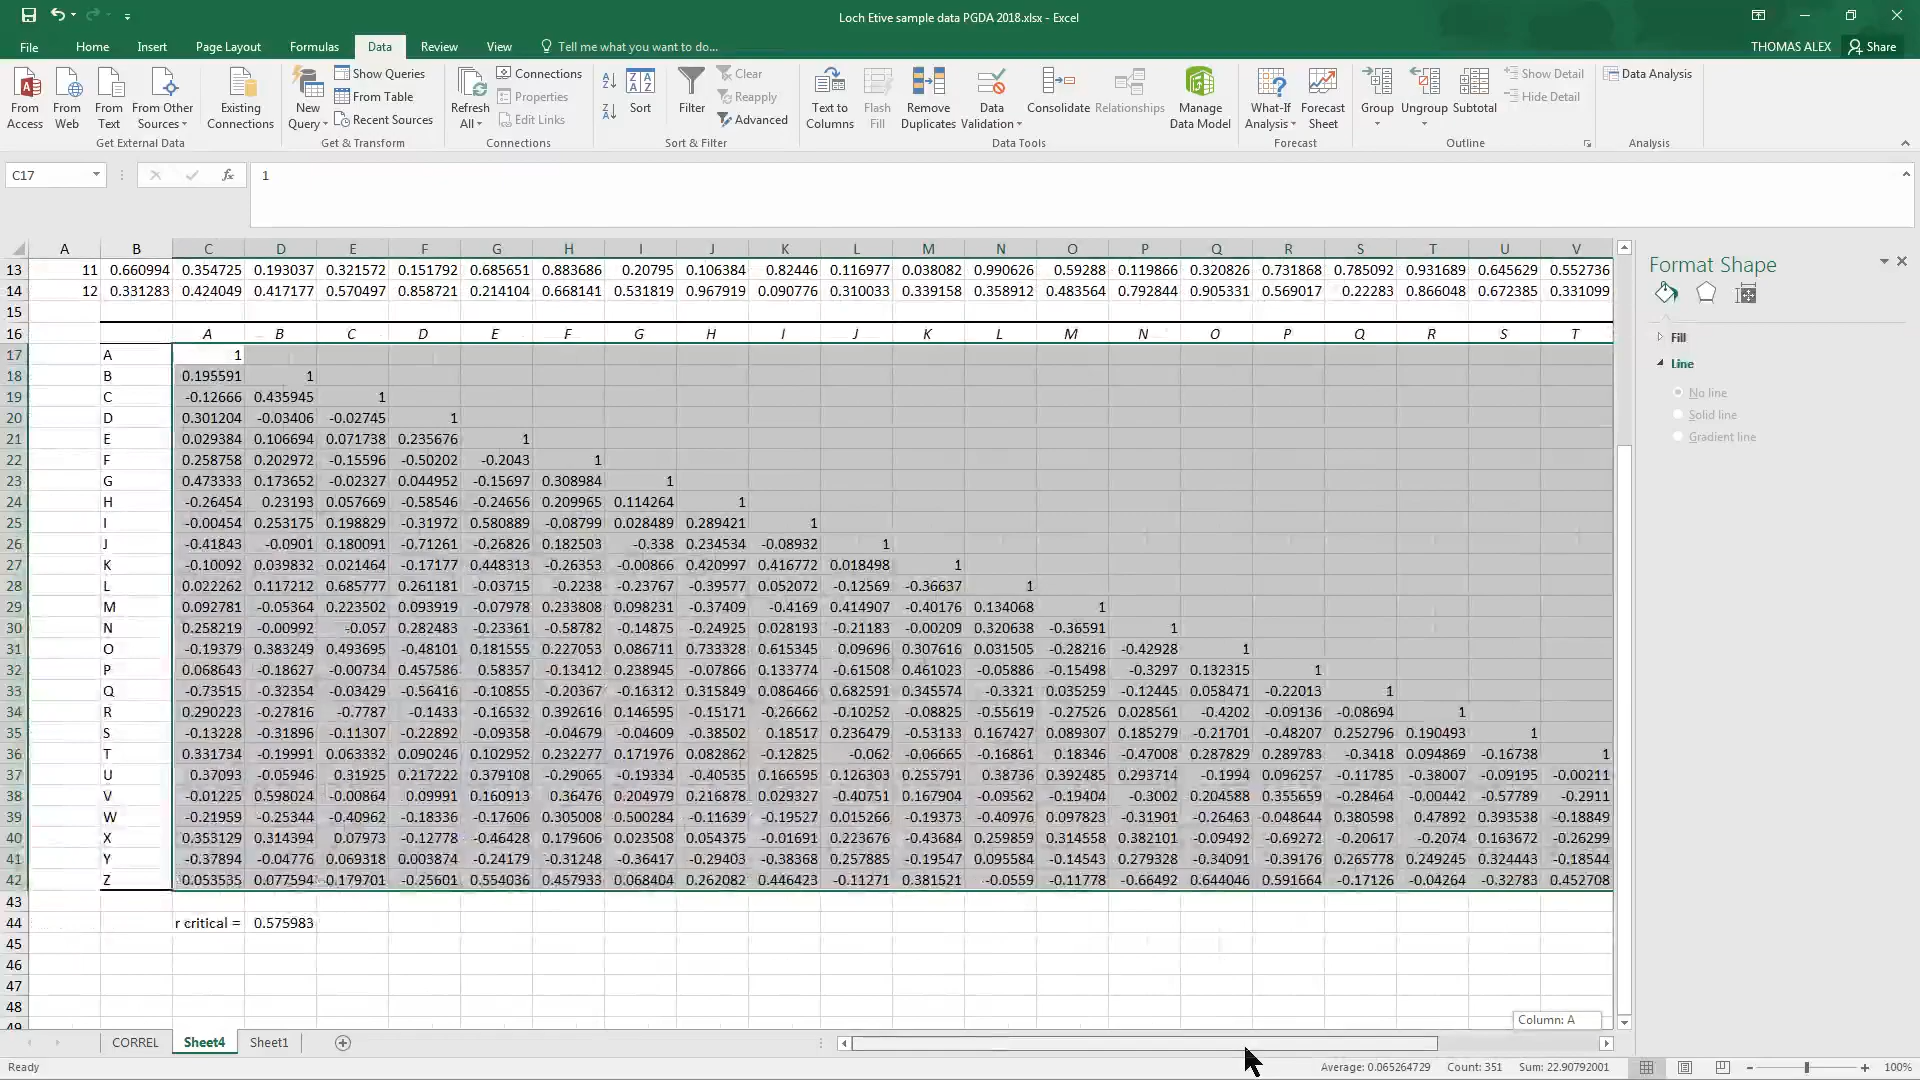 Loch Etive sample data PGDA 2018.xlsx - Excel
File Home Insert Page Layout Formulas Data Review View Tell me what you want to do... THOMAS ALEX Share
From Access From Web From Text From Other Sources Existing Connections New Query Show Queries From Table Recent Sources Refresh All Connections Properties Edit Links Sort Filter Clear Reapply Advanced Text to Columns Flash Fill Remove Duplicates Data Validation Consolidate Relationships Manage Data Model What-If Analysis Forecast Sheet Group Ungroup Subtotal Show Detail Hide Detail Data Analysis
Get External Data Get & Transform Connections Sort & Filter Data Tools Forecast Outline Analysis
C17 fx 1
A B C D E F G H I J K L M N O P Q R S T U V
13 11 0.660994 0.354725 0.193037 0.321572 0.151792 0.685651 0.883686 0.20795 0.106384 0.82446 0.116977 0.038082 0.990626 0.59288 0.119866 0.320826 0.731868 0.785092 0.931689 0.645629 0.552736
14 12 0.331283 0.424049 0.417177 0.570497 0.858721 0.214104 0.668141 0.531819 0.967919 0.090776 0.310033 0.339158 0.358912 0.483564 0.792844 0.905331 0.569017 0.22283 0.866048 0.672385 0.331099
15
16 A B C D E F G H I J K L M N O P Q R S T
17 A 1
18 B 0.195591 1
19 C -0.12666 0.435945 1
20 D 0.301204 -0.03406 -0.02745 1
21 E 0.029384 0.106694 0.071738 0.235676 1
22 F 0.258758 0.202972 -0.15596 -0.50202 -0.2043 1
23 G 0.473333 0.173652 -0.02327 0.044952 -0.15697 0.308984 1
24 H -0.26454 0.23193 0.057669 -0.58546 -0.24656 0.209965 0.114264 1
25 I -0.00454 0.253175 0.198829 -0.31972 0.580889 -0.08799 0.028489 0.289421 1
26 J -0.41843 -0.0901 0.180091 -0.71261 -0.26826 0.182503 -0.338 0.234534 -0.08932 1
27 K -0.10092 0.039832 0.021464 -0.17177 0.448313 -0.26353 -0.00866 0.420997 0.416772 0.018498 1
28 L 0.022262 0.117212 0.685777 0.261181 -0.03715 -0.2238 -0.23767 -0.39577 0.052072 -0.12569 -0.36637 1
29 M 0.092781 -0.05364 0.223502 0.093919 -0.07978 0.233808 0.098231 -0.37409 -0.4169 0.414907 -0.40176 0.134068 1
30 N 0.258219 -0.00992 -0.057 0.282483 -0.23361 -0.58782 -0.14875 -0.24925 0.028193 -0.21183 -0.00209 0.320638 -0.36591 1
31 O -0.19379 0.383249 0.493695 -0.48101 0.181555 0.227053 0.086711 0.733328 0.615345 0.09696 0.307616 0.031505 -0.28216 -0.42928 1
32 P 0.068643 -0.18627 -0.00734 0.457586 0.58357 -0.13412 0.238945 -0.07866 0.133774 -0.61508 0.461023 -0.05886 -0.15498 -0.3297 0.132315 1
33 Q -0.73515 -0.32354 -0.03429 -0.56416 -0.10855 -0.20367 -0.16312 0.315849 0.086466 0.682591 0.345574 -0.3321 0.035259 -0.12445 0.058471 -0.22013 1
34 R 0.290223 -0.27816 -0.7787 -0.1433 -0.16532 0.392616 0.146595 -0.15171 -0.26662 -0.10252 -0.08825 -0.55619 -0.27526 0.028561 -0.4202 -0.09136 -0.08694 1
35 S -0.13228 -0.31896 -0.11307 -0.22892 -0.09358 -0.04679 -0.04609 -0.38502 0.18517 0.236479 -0.53133 0.167427 0.089307 0.185279 -0.21701 -0.48207 0.252796 0.190493 1
36 T 0.331734 -0.19991 0.063332 0.090246 0.102952 0.232277 0.171976 0.082862 -0.12825 -0.062 -0.06665 -0.16861 0.18346 -0.47008 0.287829 0.289783 -0.3418 0.094869 -0.16738 1
37 U 0.37093 -0.05946 0.31925 0.217222 0.379108 -0.29065 -0.19334 -0.40535 0.166595 0.126303 0.255791 0.38736 0.392485 0.293714 -0.1994 0.096257 -0.11785 -0.38007 -0.09195 -0.00211
38 V -0.01225 0.598024 -0.00864 0.09991 0.160913 0.36476 0.204979 0.216878 0.029327 -0.40751 0.167904 -0.09562 -0.19404 -0.3002 0.204588 0.355659 -0.28464 -0.00442 -0.57789 -0.2911
39 W -0.21959 -0.25344 -0.40962 -0.18336 -0.17606 0.305008 0.500284 -0.11639 -0.19527 0.015266 -0.19373 -0.40976 0.097823 -0.31901 -0.26463 -0.048644 0.380598 0.47892 0.393538 -0.18849
40 X 0.353129 0.314394 0.07973 -0.12778 -0.46428 0.179606 0.023508 0.054375 -0.01691 0.223676 -0.43684 0.259859 0.314558 0.382101 -0.09492 -0.69272 -0.20617 -0.2074 0.163672 -0.26299
41 Y -0.37894 -0.04776 0.069318 0.003874 -0.24179 -0.31248 -0.36417 -0.29403 -0.38368 0.257885 -0.19547 0.095584 -0.14543 0.279328 -0.34091 -0.39176 0.265778 0.249245 0.324443 -0.18544
42 Z 0.053535 0.077594 0.179701 -0.25601 0.554036 0.457933 0.068404 0.262082 0.446423 -0.11271 0.381521 -0.0559 -0.11778 -0.66492 0.644046 0.591664 -0.17126 -0.04264 -0.32783 0.452708
43
44 r critical = 0.575983
45
46
47
48
49
Format Shape
Fill
Line
No line
Solid line
Gradient line
Column: A
CORREL Sheet4 Sheet1
Ready Average: 0.065264729 Count: 351 Sum: 22.90792001 100%